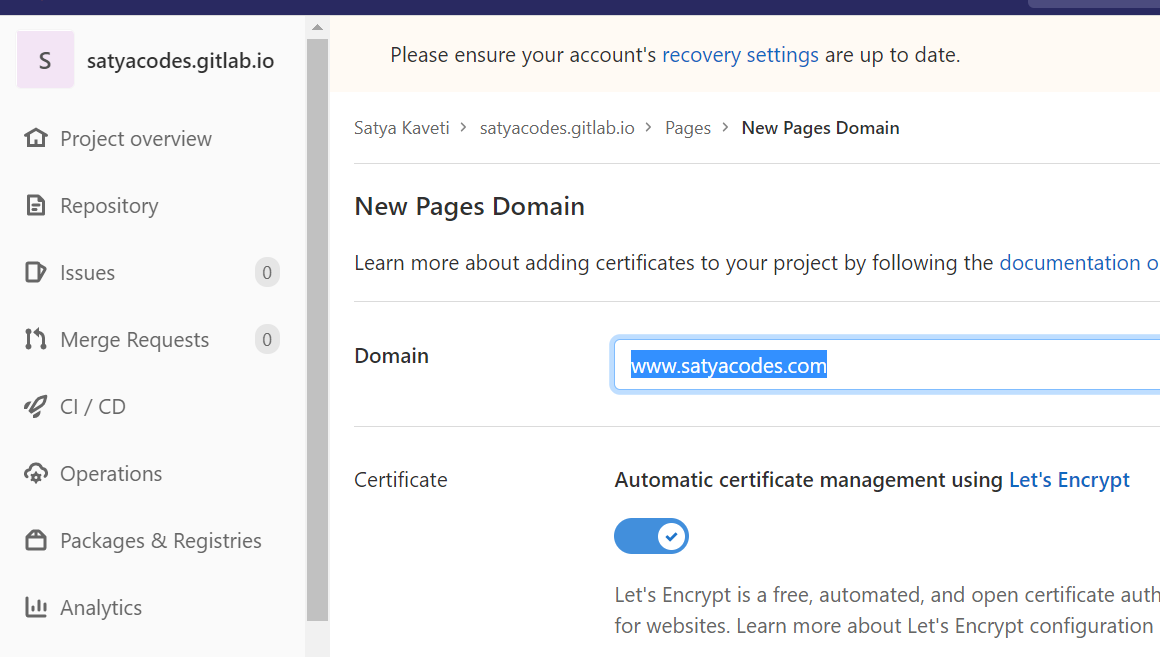 S
satyacodes.gitlab.io
Project overview
Repository
Issues
0
Merge Requests
0
CI / CD
Operations
Packages & Registries
Analytics
Please ensure your account's recovery settings are up to date.
Satya Kaveti > satyacodes.gitlab.io > Pages > New Pages Domain
New Pages Domain
Learn more about adding certificates to your project by following the documentation o
Domain
www.satyacodes.com
Certificate
Automatic certificate management using Let's Encrypt
Let's Encrypt is a free, automated, and open certificate auth
for websites. Learn more about Let's Encrypt configuration